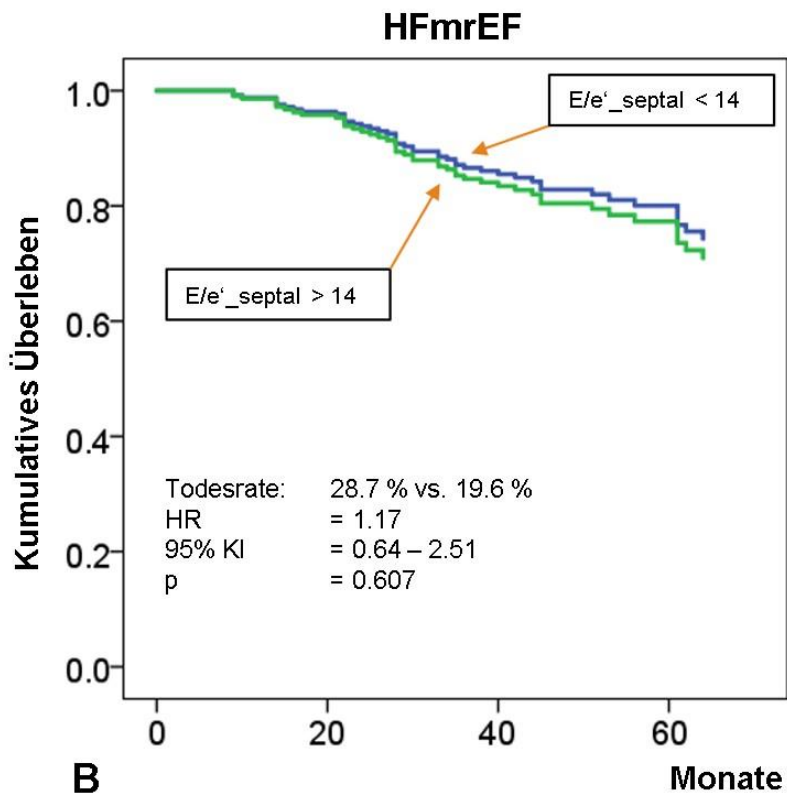 HFmrEF
1.0
0.8
0.6
0.4
0.2
0.0
Kumulatives Überleben
E/e‘_septal < 14
E/e‘_septal > 14
Todesrate: 28.7 % vs. 19.6 %
HR = 1.17
95% KI = 0.64 – 2.51
p = 0.607
0 20 40 60
B
Monate